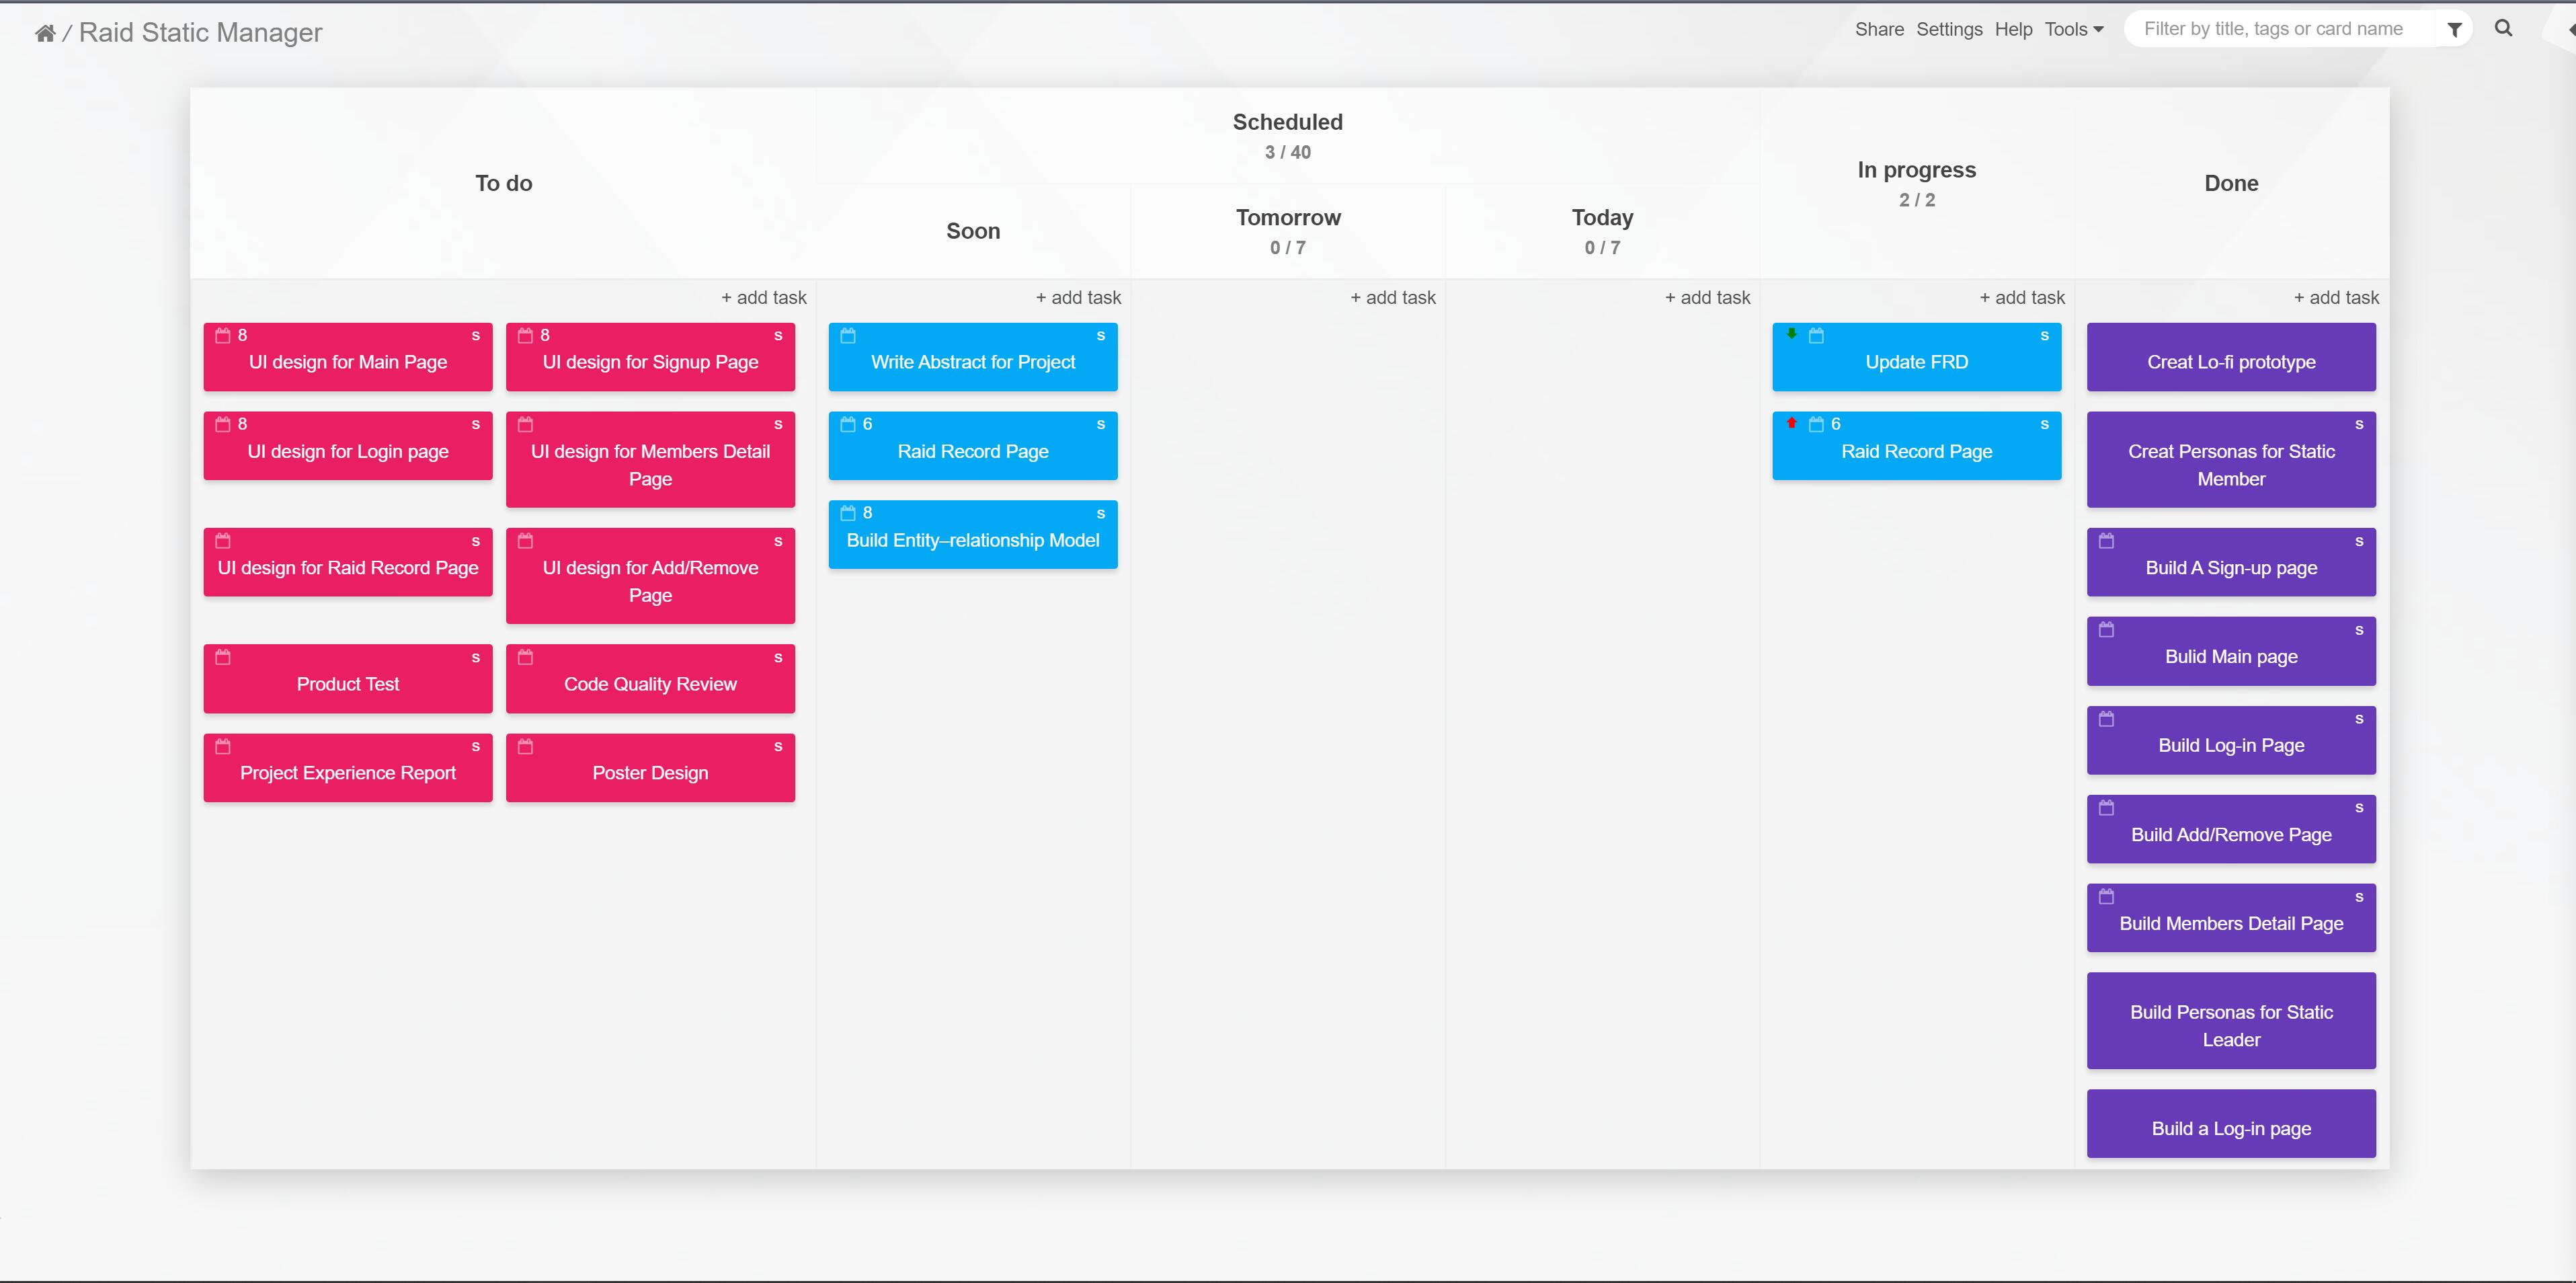 / Raid Static Manager
Share Settings Help Tools
Filter by title, tags or card name
To do
Scheduled
3 / 40
Soon
Tomorrow
0 / 7
Today
0 / 7
In progress
2 / 2
Done
+ add task
+ add task
+ add task
+ add task
+ add task
+ add task
8 S
UI design for Main Page
8 S
UI design for Signup Page
8 S
UI design for Login page
S
UI design for Members Detail
Page
S
UI design for Raid Record Page
S
UI design for Add/Remove
Page
S
Product Test
S
Code Quality Review
S
Project Experience Report
S
Poster Design
S
Write Abstract for Project
6 S
Raid Record Page
8 S
Build Entity–relationship Model
S
Update FRD
6 S
Raid Record Page
Creat Lo-fi prototype
S
Creat Personas for Static
Member
S
Build A Sign-up page
S
Bulid Main page
S
Build Log-in Page
S
Build Add/Remove Page
S
Build Members Detail Page
Build Personas for Static
Leader
Build a Log-in page